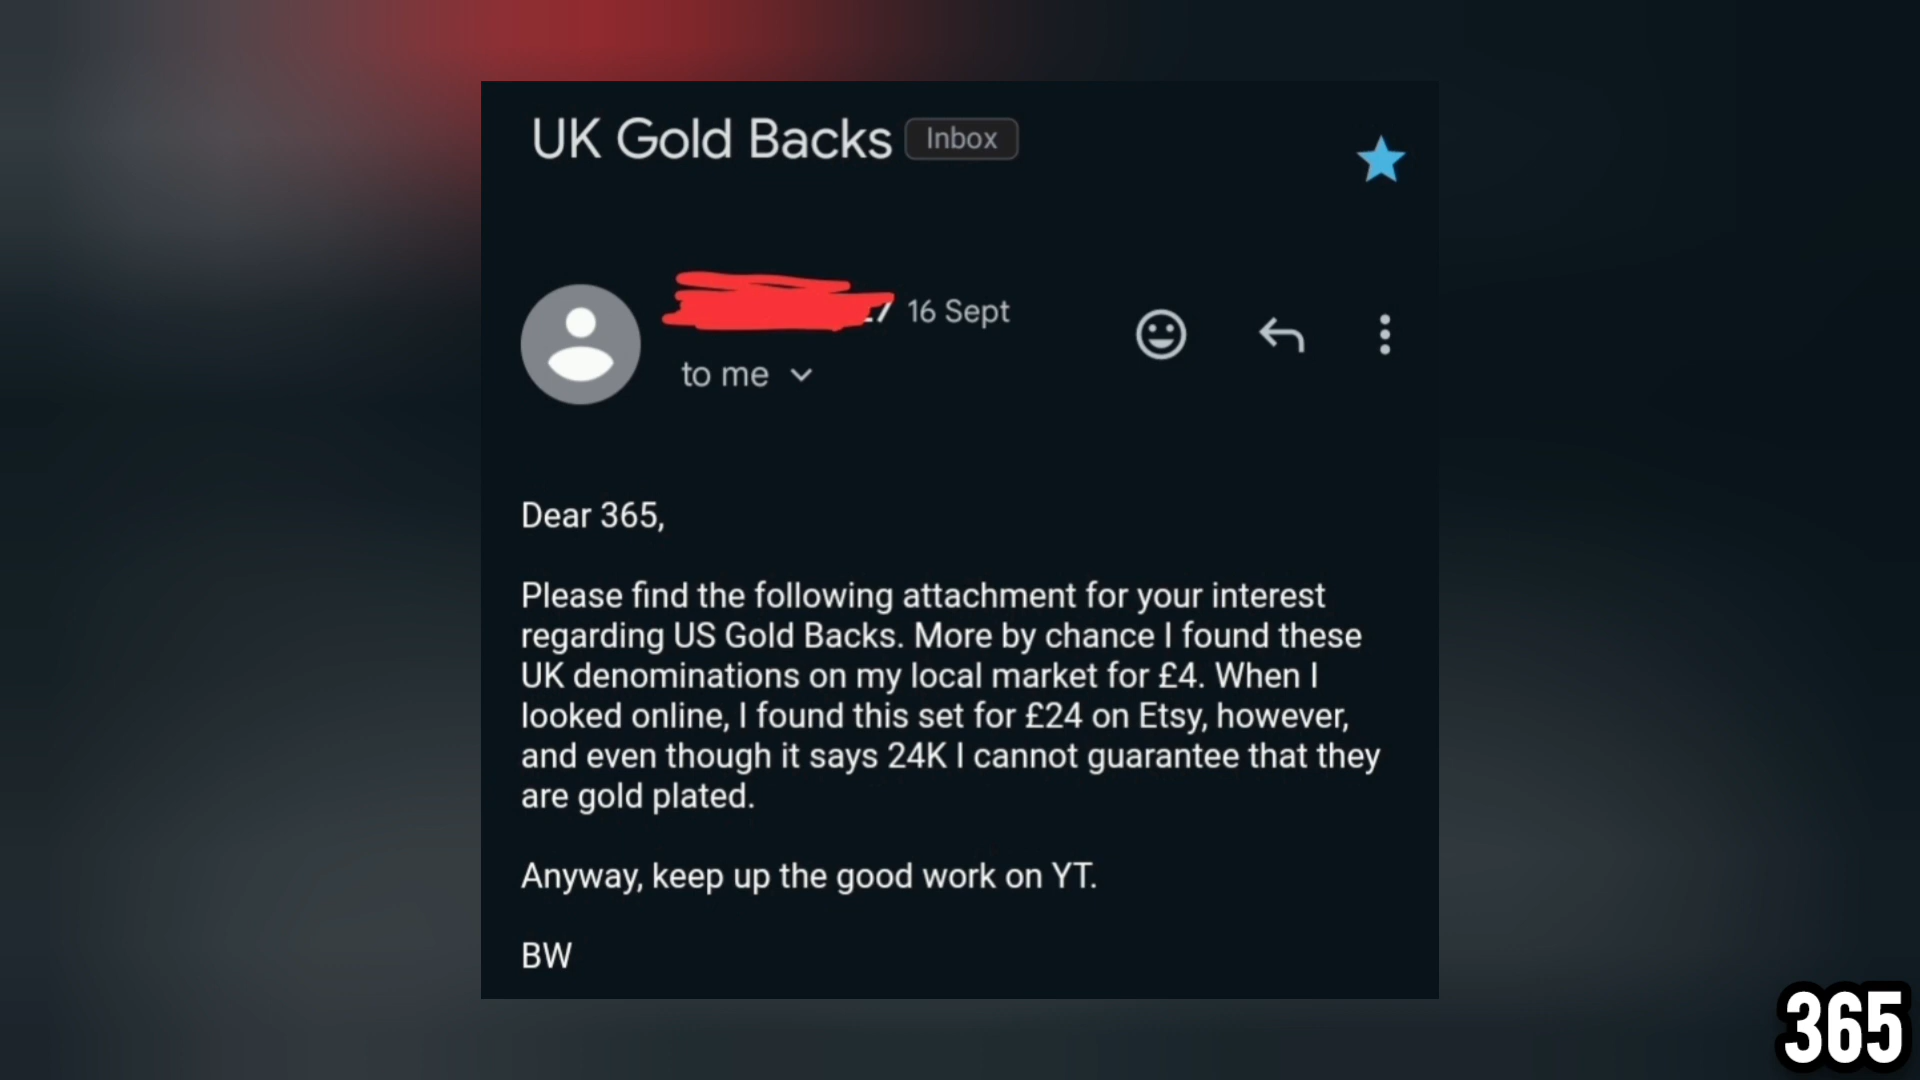 UK Gold Backs Inbox
16 Sept
to me
Dear 365,
Please find the following attachment for your interest
regarding US Gold Backs. More by chance I found these
UK denominations on my local market for £4. When I
looked online, I found this set for £24 on Etsy, however,
and even though it says 24K I cannot guarantee that they
are gold plated.
Anyway, keep up the good work on YT.
BW
365